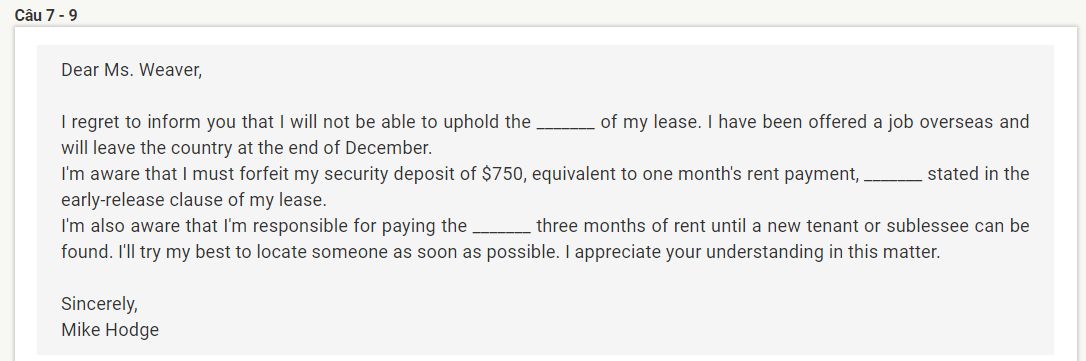 Câu 7 - 9
Dear Ms. Weaver,
I regret to inform you that I will not be able to uphold the _______ of my lease. I have been offered a job overseas and
will leave the country at the end of December.
I'm aware that I must forfeit my security deposit of $750, equivalent to one month's rent payment, _______ stated in the
early-release clause of my lease.
I'm also aware that I'm responsible for paying the _______ three months of rent until a new tenant or sublessee can be
found. I'll try my best to locate someone as soon as possible. I appreciate your understanding in this matter.
Sincerely,
Mike Hodge